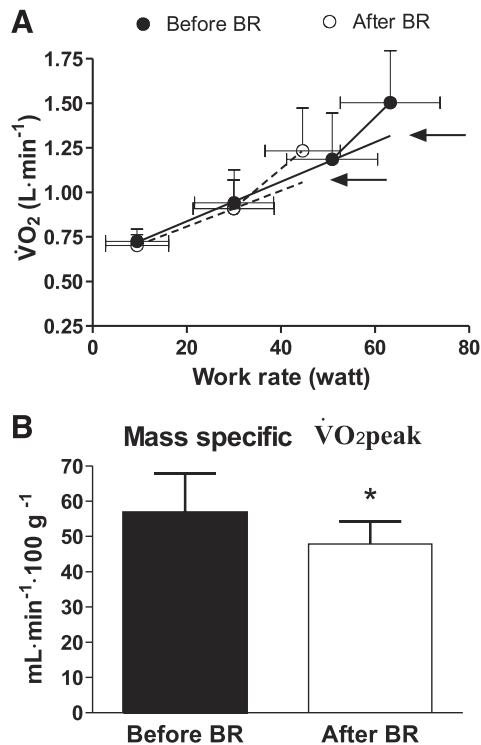 A
Before BR After BR
1.75
1.50
1.25
1.00
0.75
0.50
0.25
V̇O2 (L·min-1)
0 20 40 60 80
Work rate (watt)
B
Mass specific V̇O2peak
70
60
50
40
30
20
10
0
mL·min-1·100 g -1
*
Before BR After BR